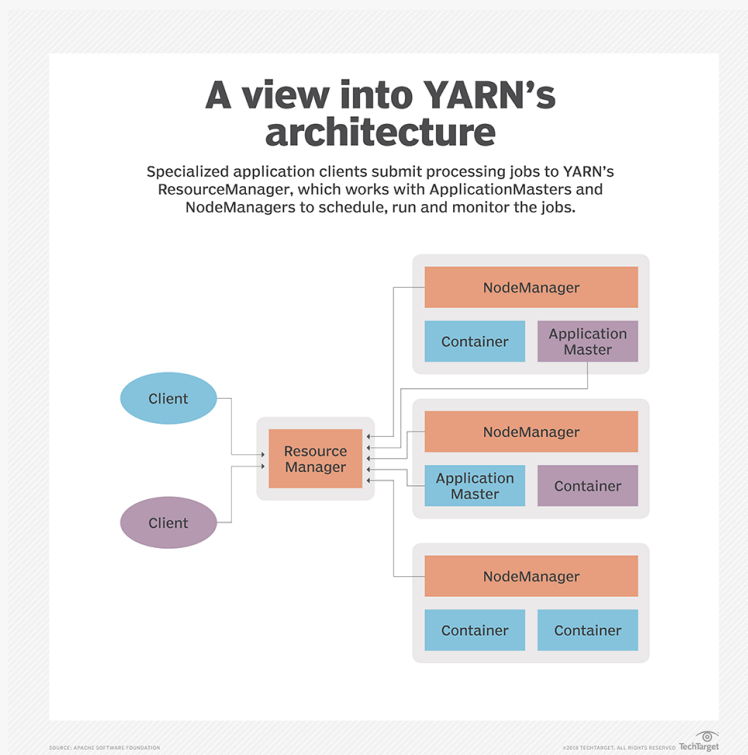 A view into YARN's
architecture
Specialized application clients submit processing jobs to YARN's
ResourceManager, which works with ApplicationMasters and
NodeManagers to schedule, run and monitor the jobs.
NodeManager
Container
Application
Master
Client
Resource
Manager
NodeManager
Application
Master
Container
Client
NodeManager
Container
Container
SOURCE: APACHE SOFTWARE FOUNDATION
©2018 TECHTARGET. ALL RIGHTS RESERVED
TechTarget